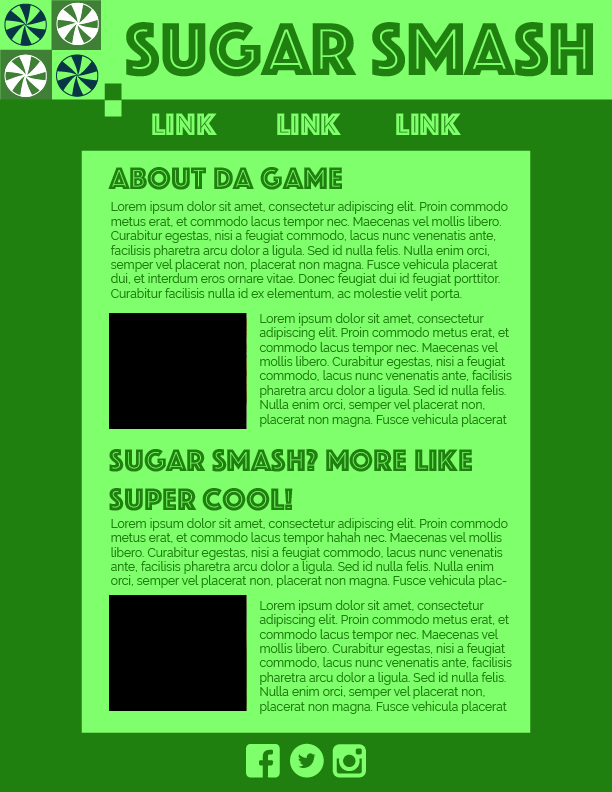 SUGAR SMASH
LINK LINK LINK
ABOUT DA GAME
Lorem ipsum dolor sit amet, consectetur adipiscing elit. Proin commodo
metus erat, et commodo lacus tempor nec. Maecenas vel mollis libero.
Curabitur egestas, nisi a feugiat commodo, lacus nunc venenatis ante,
facilisis pharetra arcu dolor a ligula. Sed id nulla felis. Nulla enim orci,
semper vel placerat non, placerat non magna. Fusce vehicula placerat
dui, et interdum eros ornare vitae. Donec feugiat dui id feugiat porttitor.
Curabitur facilisis nulla id ex elementum, ac molestie velit porta.
Lorem ipsum dolor sit amet, consectetur
adipiscing elit. Proin commodo metus erat, et
commodo lacus tempor nec. Maecenas vel
mollis libero. Curabitur egestas, nisi a feugiat
commodo, lacus nunc venenatis ante, facilisis
pharetra arcu dolor a ligula. Sed id nulla felis.
Nulla enim orci, semper vel placerat non,
placerat non magna. Fusce vehicula placerat
SUGAR SMASH? MORE LIKE
SUPER COOL!
Lorem ipsum dolor sit amet, consectetur adipiscing elit. Proin commodo
metus erat, et commodo lacus tempor hahah nec. Maecenas vel mollis
libero. Curabitur egestas, nisi a feugiat commodo, lacus nunc venenatis
ante, facilisis pharetra arcu dolor a ligula. Sed id nulla felis. Nulla enim
orci, semper vel placerat non, placerat non magna. Fusce vehicula plac-
Lorem ipsum dolor sit amet, consectetur
adipiscing elit. Proin commodo metus erat, et
commodo lacus tempor nec. Maecenas vel
mollis libero. Curabitur egestas, nisi a feugiat
commodo, lacus nunc venenatis ante, facilisis
pharetra arcu dolor a ligula. Sed id nulla felis.
Nulla enim orci, semper vel placerat non,
placerat non magna. Fusce vehicula placerat